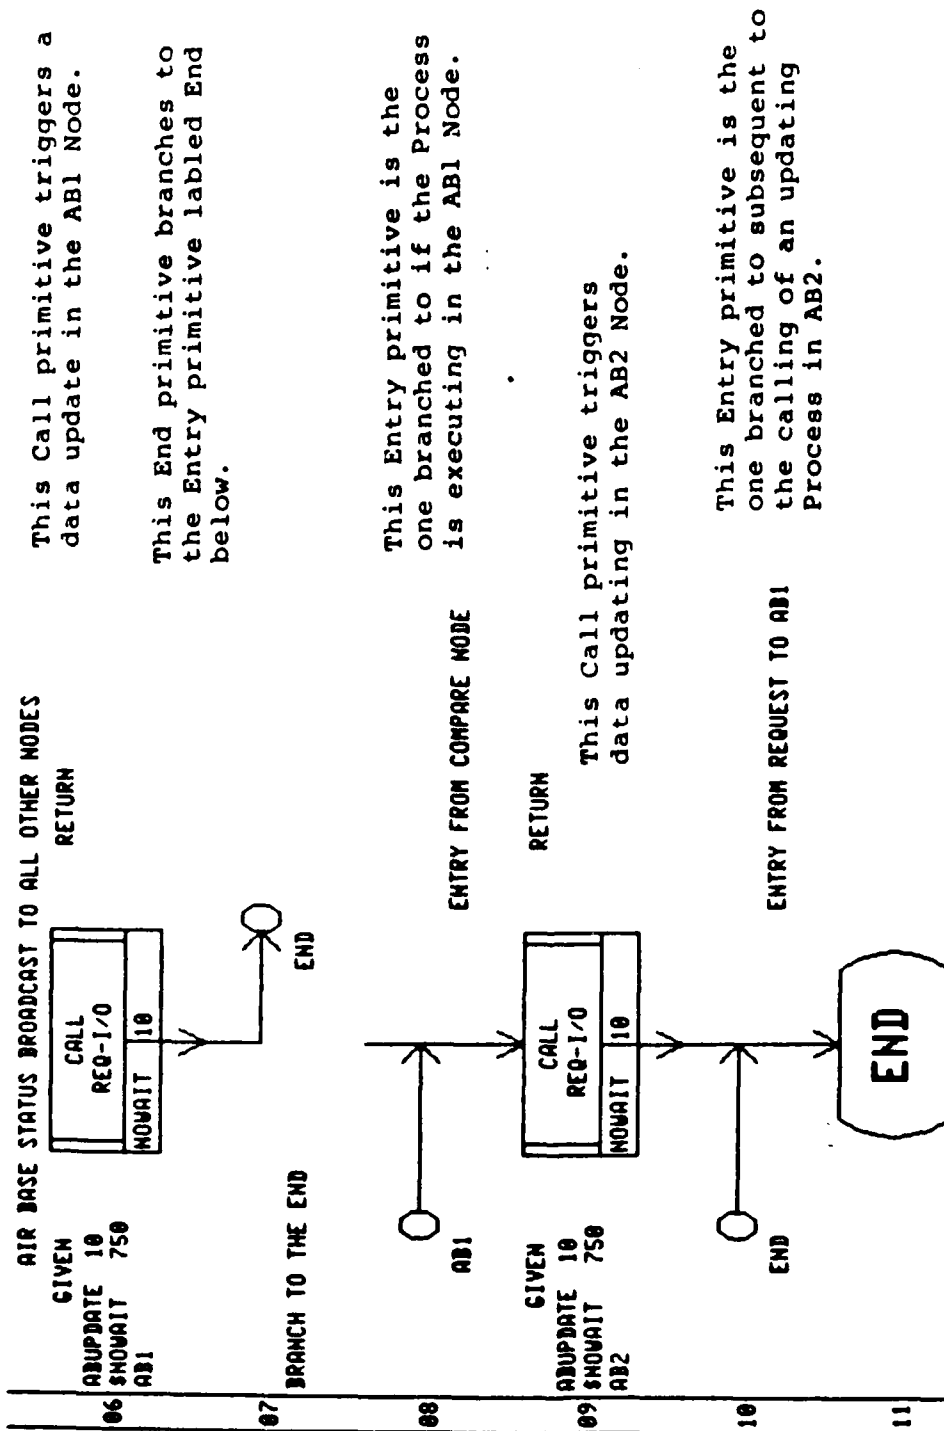 AIR BASE STATUS BROADCAST TO ALL OTHER NODES
06
GIVEN
ABUPDATE 10
$NOWAIT 750
AB1
CALL
REQ-I/O
NOWAIT 10
RETURN
This Call primitive triggers a
data update in the AB1 Node.
07
BRANCH TO THE END
END
This End primitive branches to
the Entry primitive labled End
below.
08
AB1
ENTRY FROM COMPARE NODE
This Entry primitive is the
one branched to if the Process
is executing in the AB1 Node.
09
GIVEN
ABUPDATE 10
$NOWAIT 750
AB2
CALL
REQ-I/O
NOWAIT 10
RETURN
This Call primitive triggers
data updating in the AB2 Node.
10
END
ENTRY FROM REQUEST TO AB1
This Entry primitive is the
one branched to subsequent to
the calling of an updating
Process in AB2.
11
END